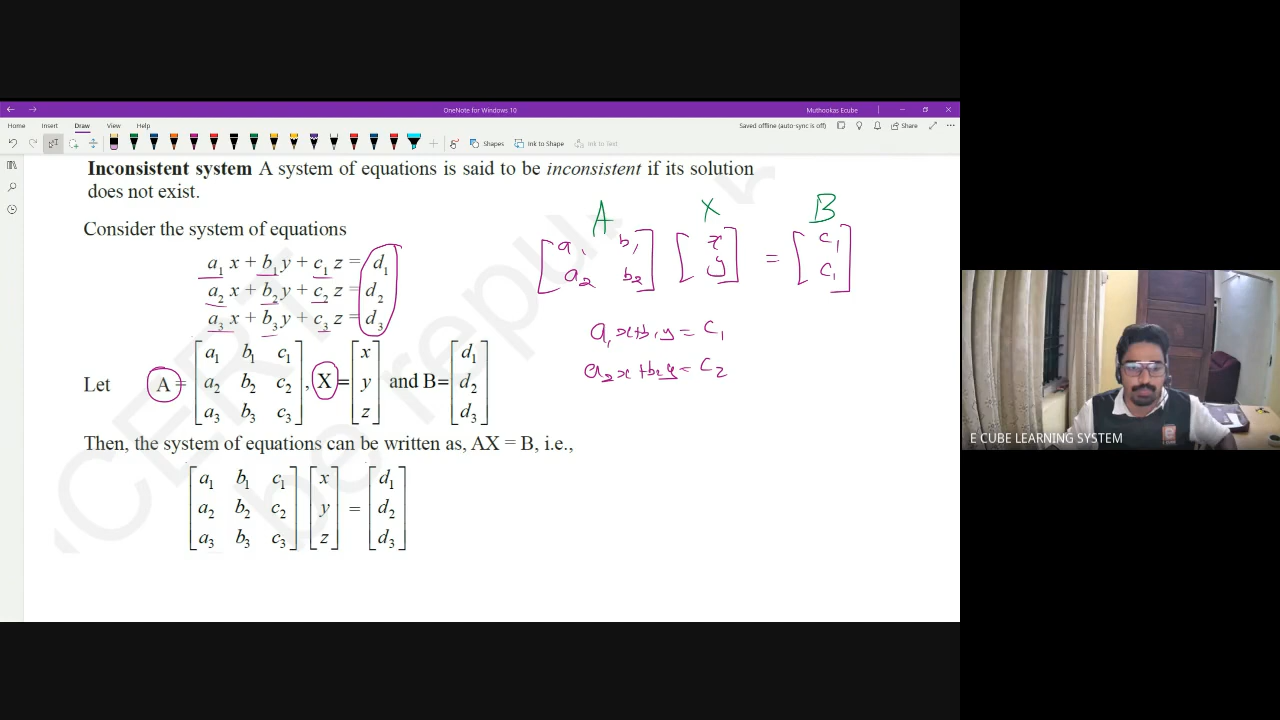 OneNote for Windows 10
Muthookas Ecube
Home Insert Draw View Help
Saved offline (auto-sync is off) Share
Shapes Ink to Shape Ink to Text
Inconsistent system A system of equations is said to be inconsistent if its solution
does not exist.
Consider the system of equations
a₁ x + b₁ y + c₁ z = d₁
a₂ x + b₂ y + c₂ z = d₂
a₃ x + b₃ y + c₃ z = d₃
Let A = [a₁ b₁ c₁; a₂ b₂ c₂; a₃ b₃ c₃], X = [x; y; z] and B = [d₁; d₂; d₃]
Then, the system of equations can be written as, AX = B, i.e.,
[a₁ b₁ c₁; a₂ b₂ c₂; a₃ b₃ c₃] [x; y; z] = [d₁; d₂; d₃]
A X B
[a₁ b₁; a₂ b₂] [x; y] = [c₁; c₁]
a₁x+b₁y = c₁
a₂x+b₂y = c₂
E CUBE LEARNING SYSTEM